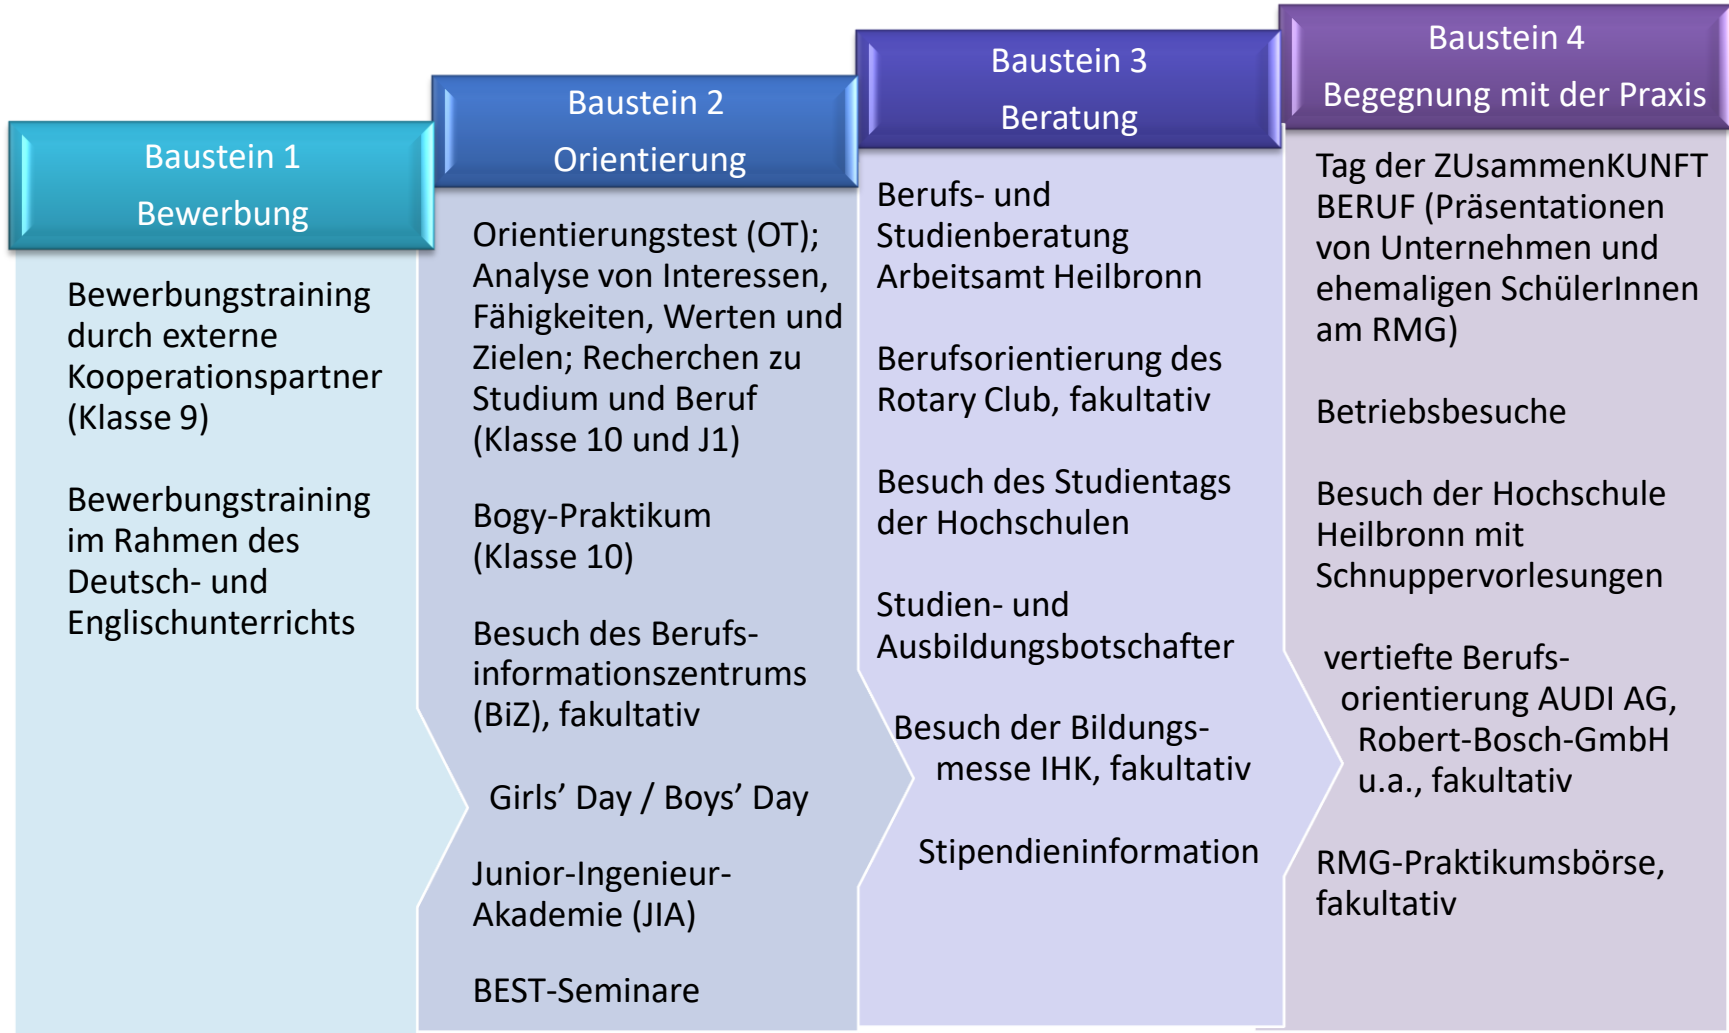 Baustein 1
Bewerbung
Bewerbungstraining
durch externe
Kooperationspartner
(Klasse 9)
Bewerbungstraining
im Rahmen des
Deutsch- und
Englischunterrichts
Baustein 2
Orientierung
Orientierungstest (OT);
Analyse von Interessen,
Fähigkeiten, Werten und
Zielen; Recherchen zu
Studium und Beruf
(Klasse 10 und J1)
Bogy-Praktikum
(Klasse 10)
Besuch des Berufs-
informationszentrums
(BiZ), fakultativ
Girls’ Day / Boys’ Day
Junior-Ingenieur-
Akademie (JIA)
BEST-Seminare
Baustein 3
Beratung
Berufs- und
Studienberatung
Arbeitsamt Heilbronn
Berufsorientierung des
Rotary Club, fakultativ
Besuch des Studientags
der Hochschulen
Studien- und
Ausbildungsbotschafter
Besuch der Bildungs-
messe IHK, fakultativ
Stipendieninformation
Baustein 4
Begegnung mit der Praxis
Tag der ZUsammenKUNFT
BERUF (Präsentationen
von Unternehmen und
ehemaligen SchülerInnen
am RMG)
Betriebsbesuche
Besuch der Hochschule
Heilbronn mit
Schnuppervorlesungen
vertiefte Berufs-
orientierung AUDI AG,
Robert-Bosch-GmbH
u.a., fakultativ
RMG-Praktikumsbörse,
fakultativ